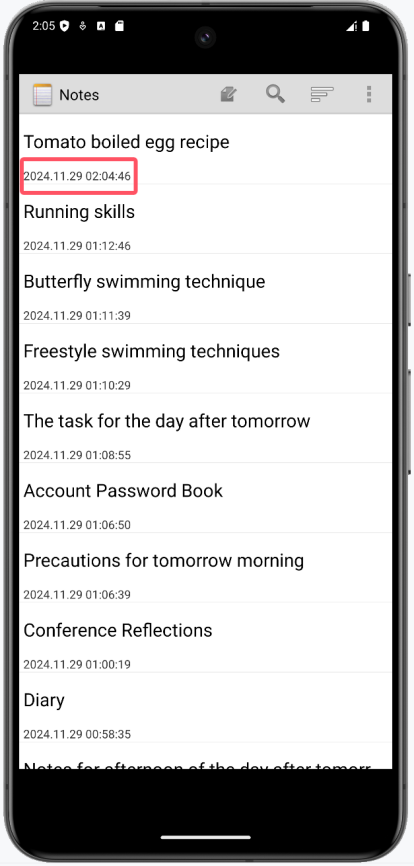 2:05
Notes
Tomato boiled egg recipe
2024.11.29 02:04:46
Running skills
2024.11.29 01:12:46
Butterfly swimming technique
2024.11.29 01:11:39
Freestyle swimming techniques
2024.11.29 01:10:29
The task for the day after tomorrow
2024.11.29 01:08:55
Account Password Book
2024.11.29 01:06:50
Precautions for tomorrow morning
2024.11.29 01:06:39
Conference Reflections
2024.11.29 01:00:19
Diary
2024.11.29 00:58:35
Notes for afternoon of the day after tomorr